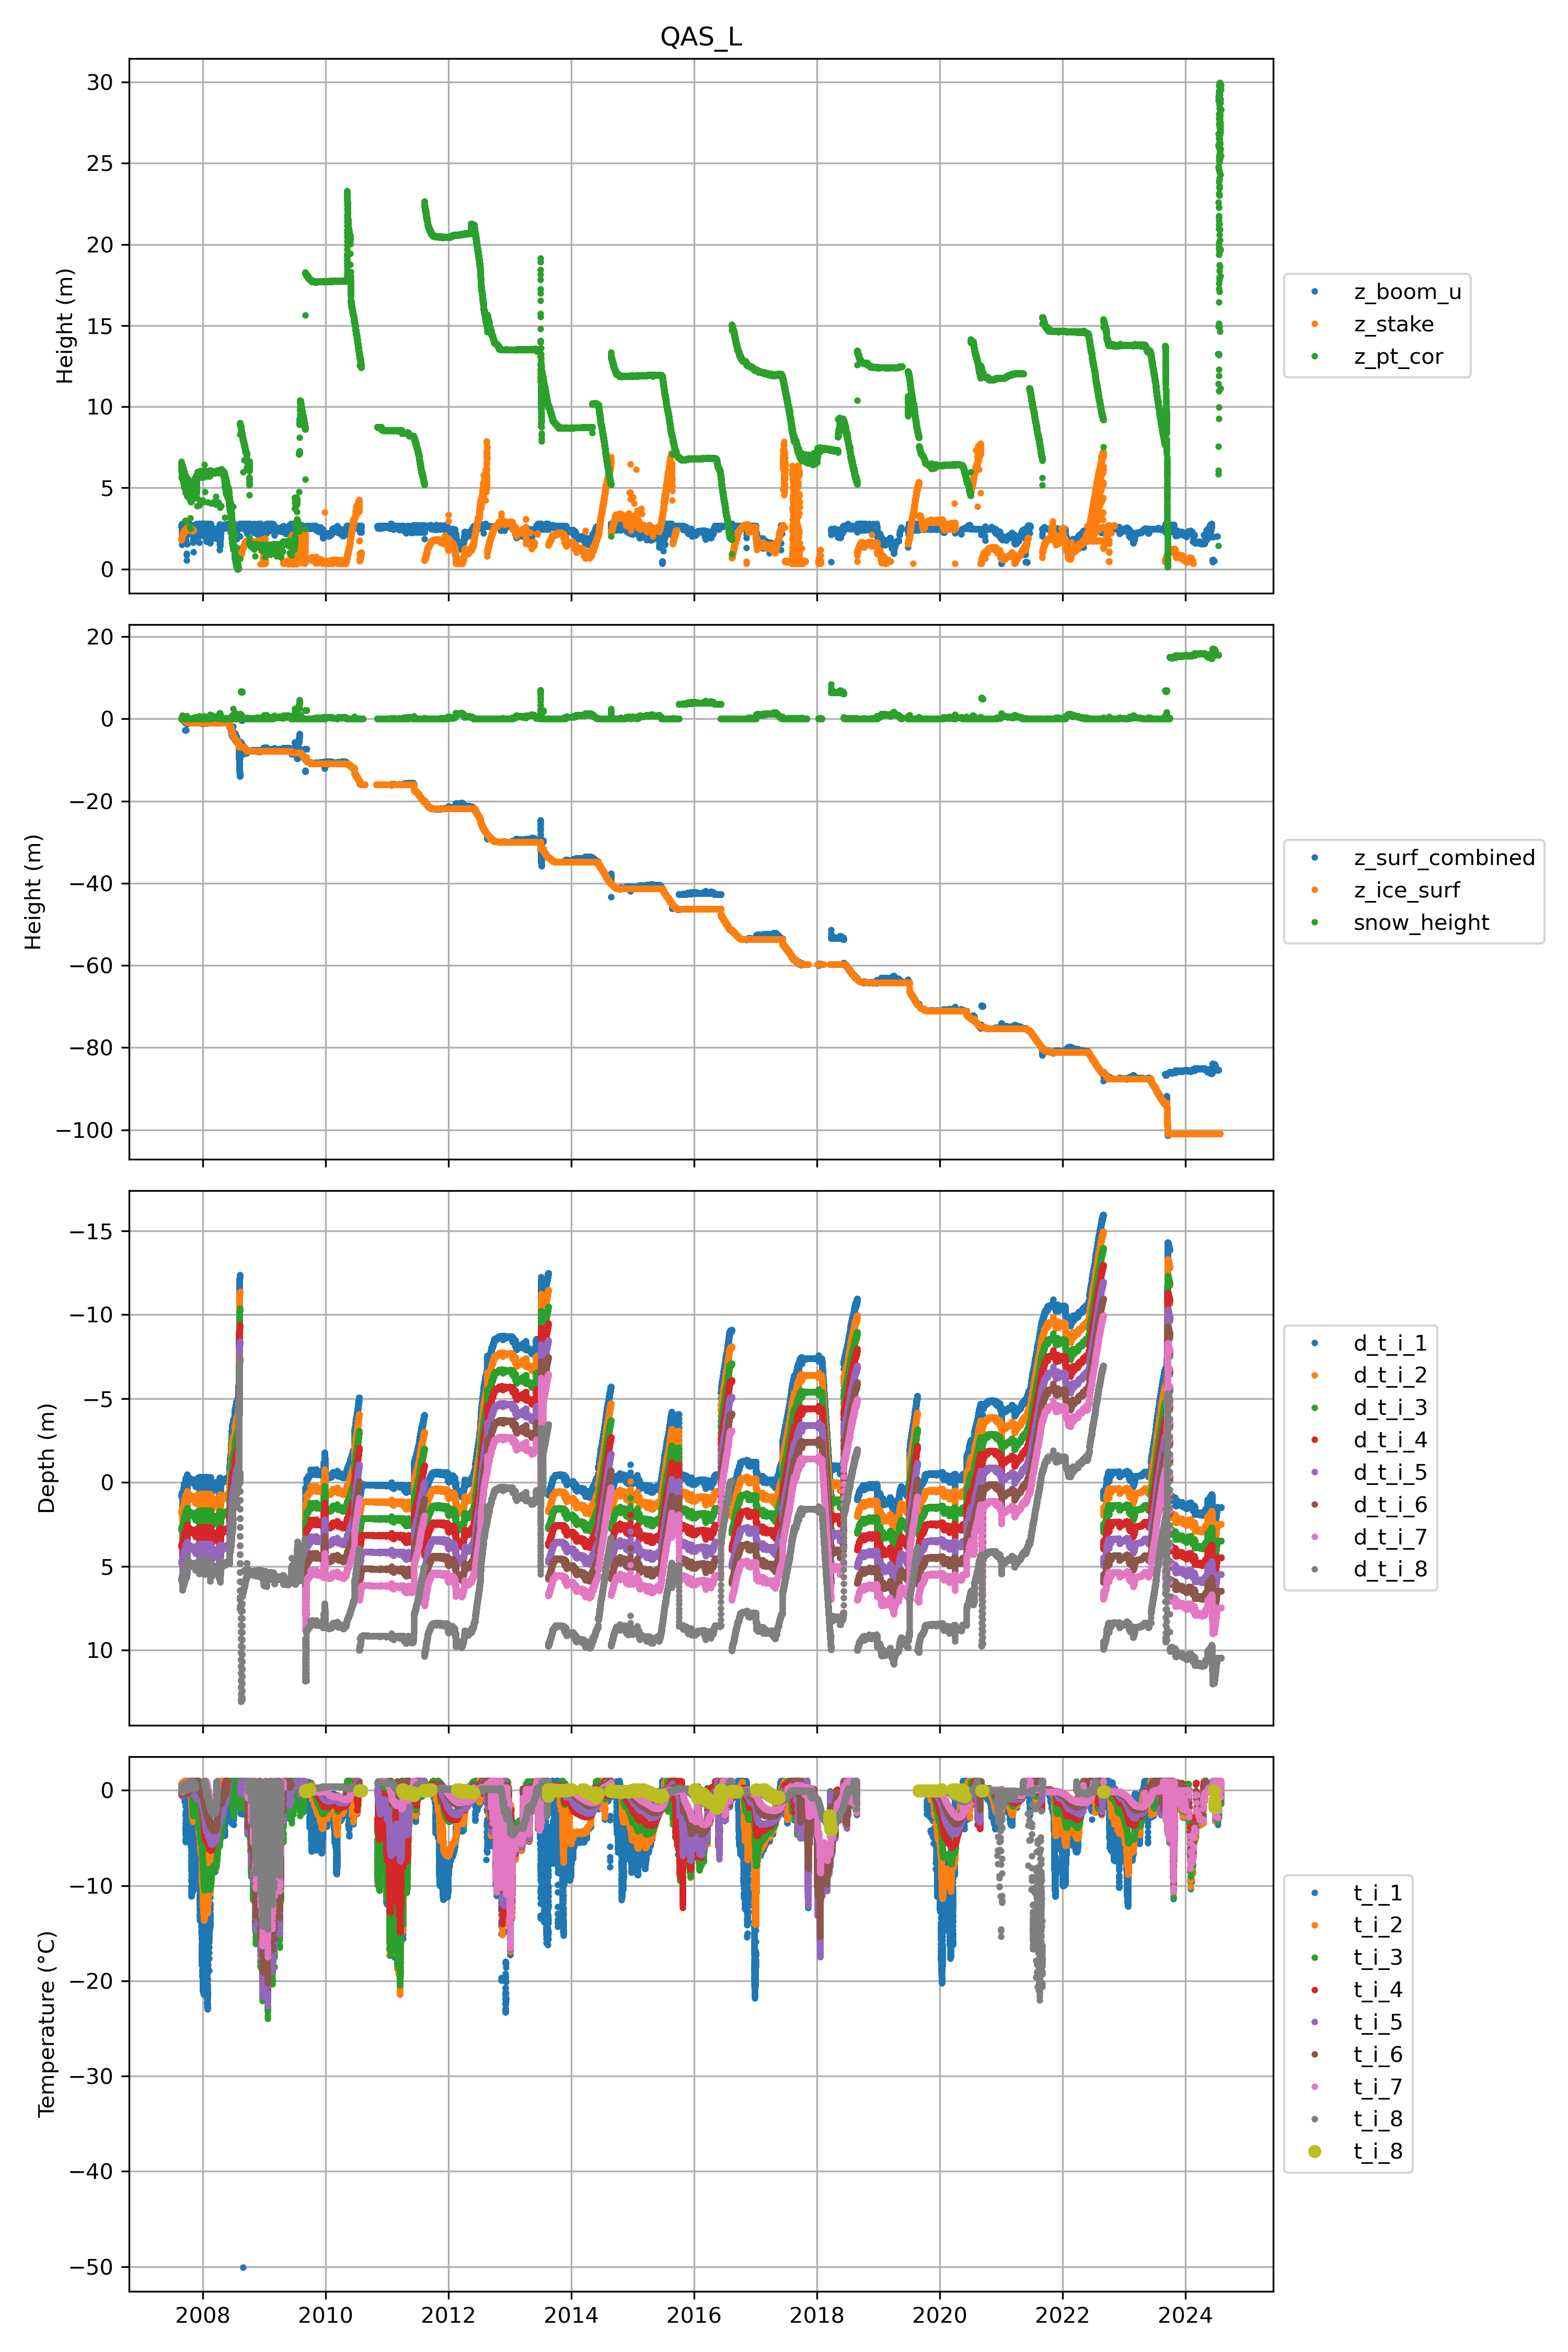 QAS_L
30
25
20
15
10
5
0
Height (m)
z_boom_u
z_stake
z_pt_cor
20
0
−20
−40
−60
−80
−100
Height (m)
z_surf_combined
z_ice_surf
snow_height
−15
−10
−5
0
5
10
Depth (m)
d_t_i_1
d_t_i_2
d_t_i_3
d_t_i_4
d_t_i_5
d_t_i_6
d_t_i_7
d_t_i_8
0
−10
−20
−30
−40
−50
Temperature (°C)
t_i_1
t_i_2
t_i_3
t_i_4
t_i_5
t_i_6
t_i_7
t_i_8
t_i_8
2008 2010 2012 2014 2016 2018 2020 2022 2024